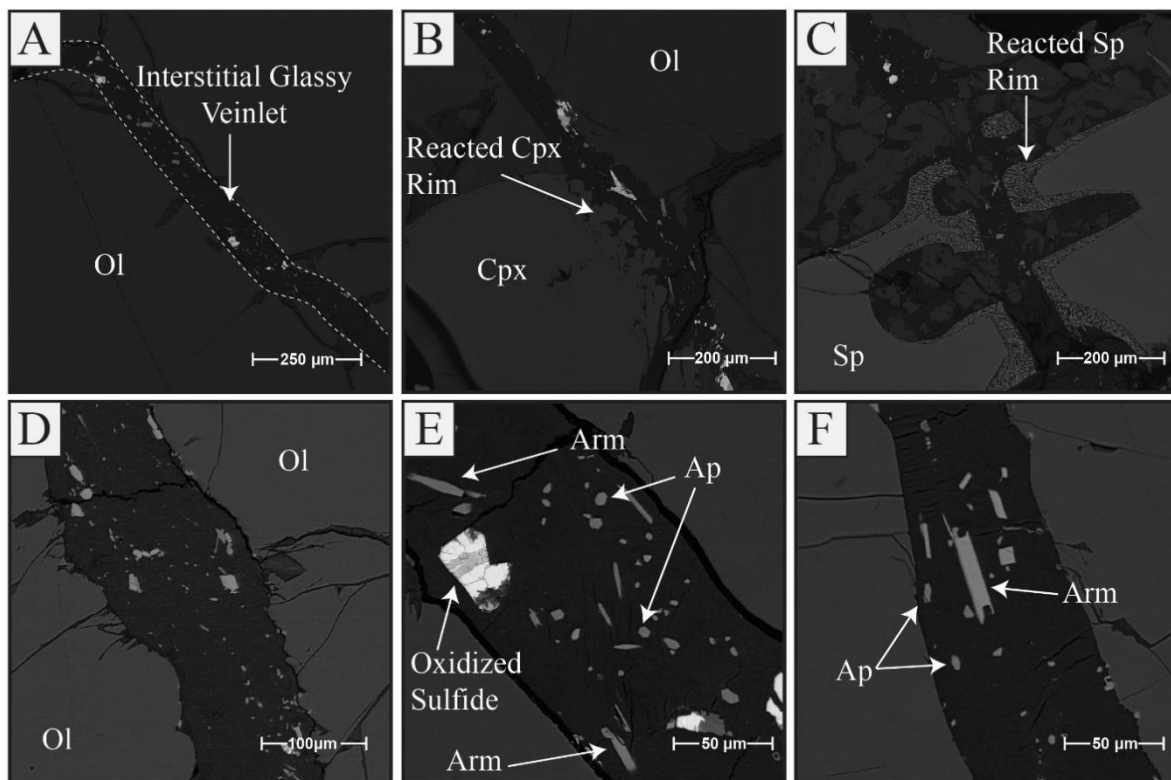 A
Interstitial Glassy
Veinlet
Ol
250 µm
B
Ol
Reacted Cpx
Rim
Cpx
200 µm
C
Reacted Sp
Rim
Sp
200 µm
D
Ol
Ol
100µm
E
Arm
Ap
Oxidized
Sulfide
Arm
50 µm
F
Arm
Ap
50 µm